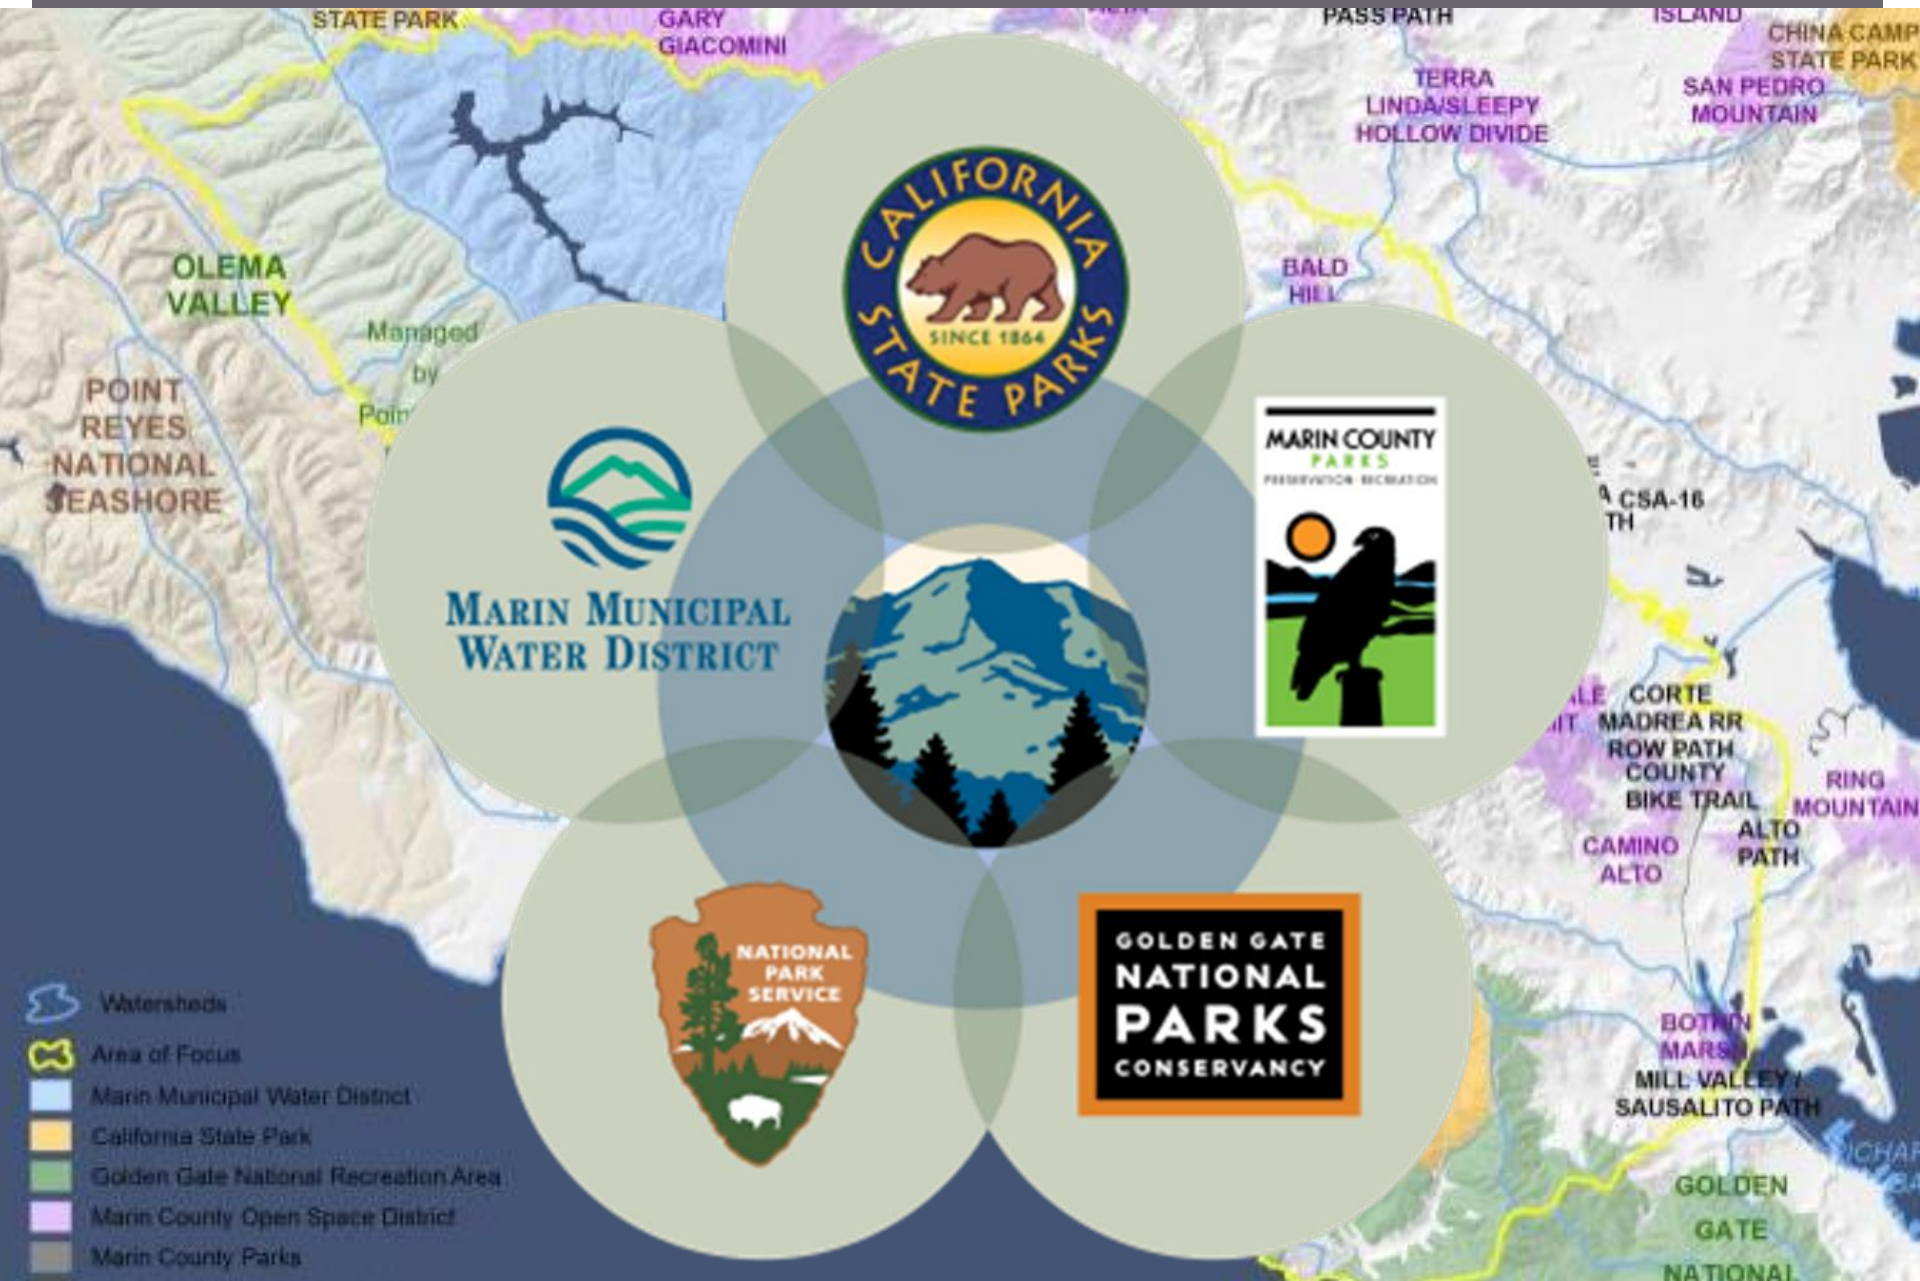 STATE PARK
GARY
GIACOMINI
PASS PATH
ISLAND
CHINA CAMP
STATE PARK
TERRA
LINDA/SLEEPY
HOLLOW DIVIDE
SAN PEDRO
MOUNTAIN
OLEMA
VALLEY
BALD
HILL
Managed
by
POINT
REYES
NATIONAL
SEASHORE
CALIFORNIA
STATE PARKS
SINCE 1864
MARIN MUNICIPAL
WATER DISTRICT
MARIN COUNTY
PARKS
PRESERVATION · RECREATION
CSA-16
CORTE
MADREA RR
ROW PATH
COUNTY
BIKE TRAIL
RING
MOUNTAIN
ALTO
PATH
CAMINO
ALTO
NATIONAL
PARK
SERVICE
GOLDEN GATE
NATIONAL
PARKS
CONSERVANCY
BOTHIN
MARSH
MILL VALLEY /
SAUSALITO PATH
GOLDEN
GATE
NATIONAL
Watersheds
Area of Focus
Marin Municipal Water District
California State Park
Golden Gate National Recreation Area
Marin County Open Space District
Marin County Parks